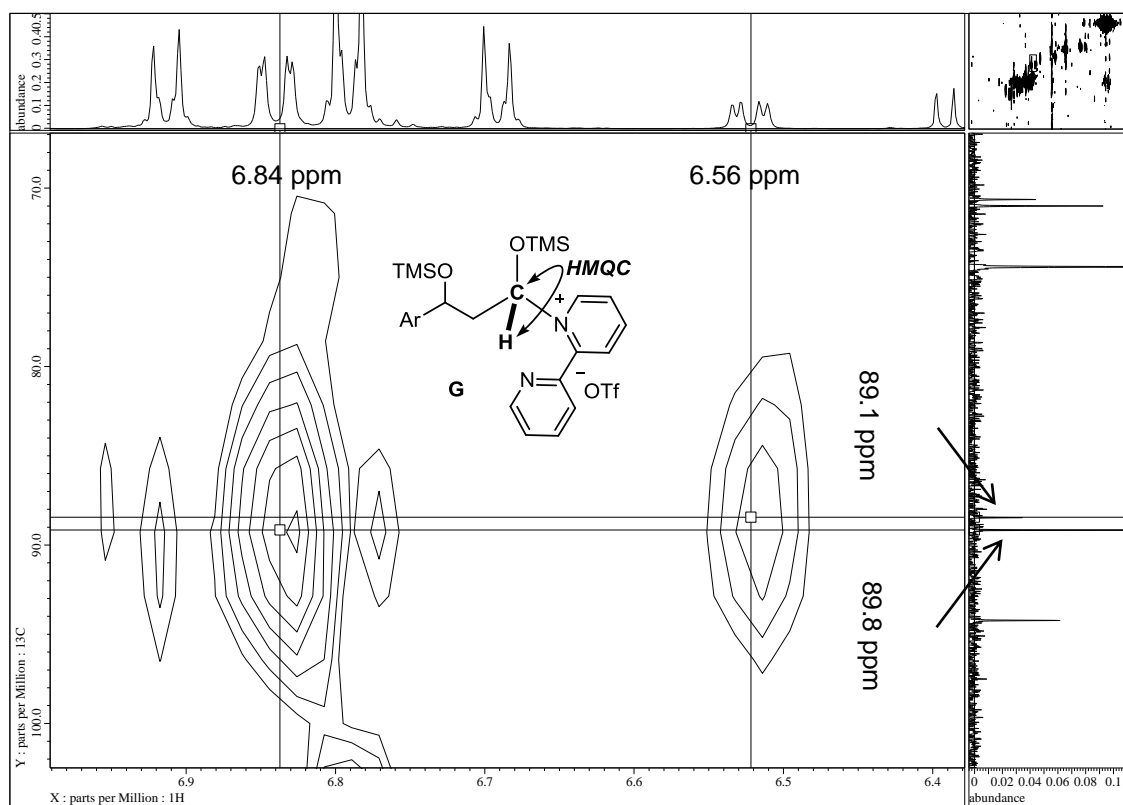 abundance
0 0.1 0.2 0.3 0.4 0.5
6.84 ppm
6.56 ppm
70.0
80.0
90.0
100.0
Y : parts per Million : 13C
OTMS
TMSO
HMQC
C
+
Ar
H
N
N
−
OTf
G
89.1 ppm
89.8 ppm
6.9 6.8 6.7 6.6 6.5 6.4
X : parts per Million : 1H
0 0.02 0.04 0.06 0.08 0.1
abundance